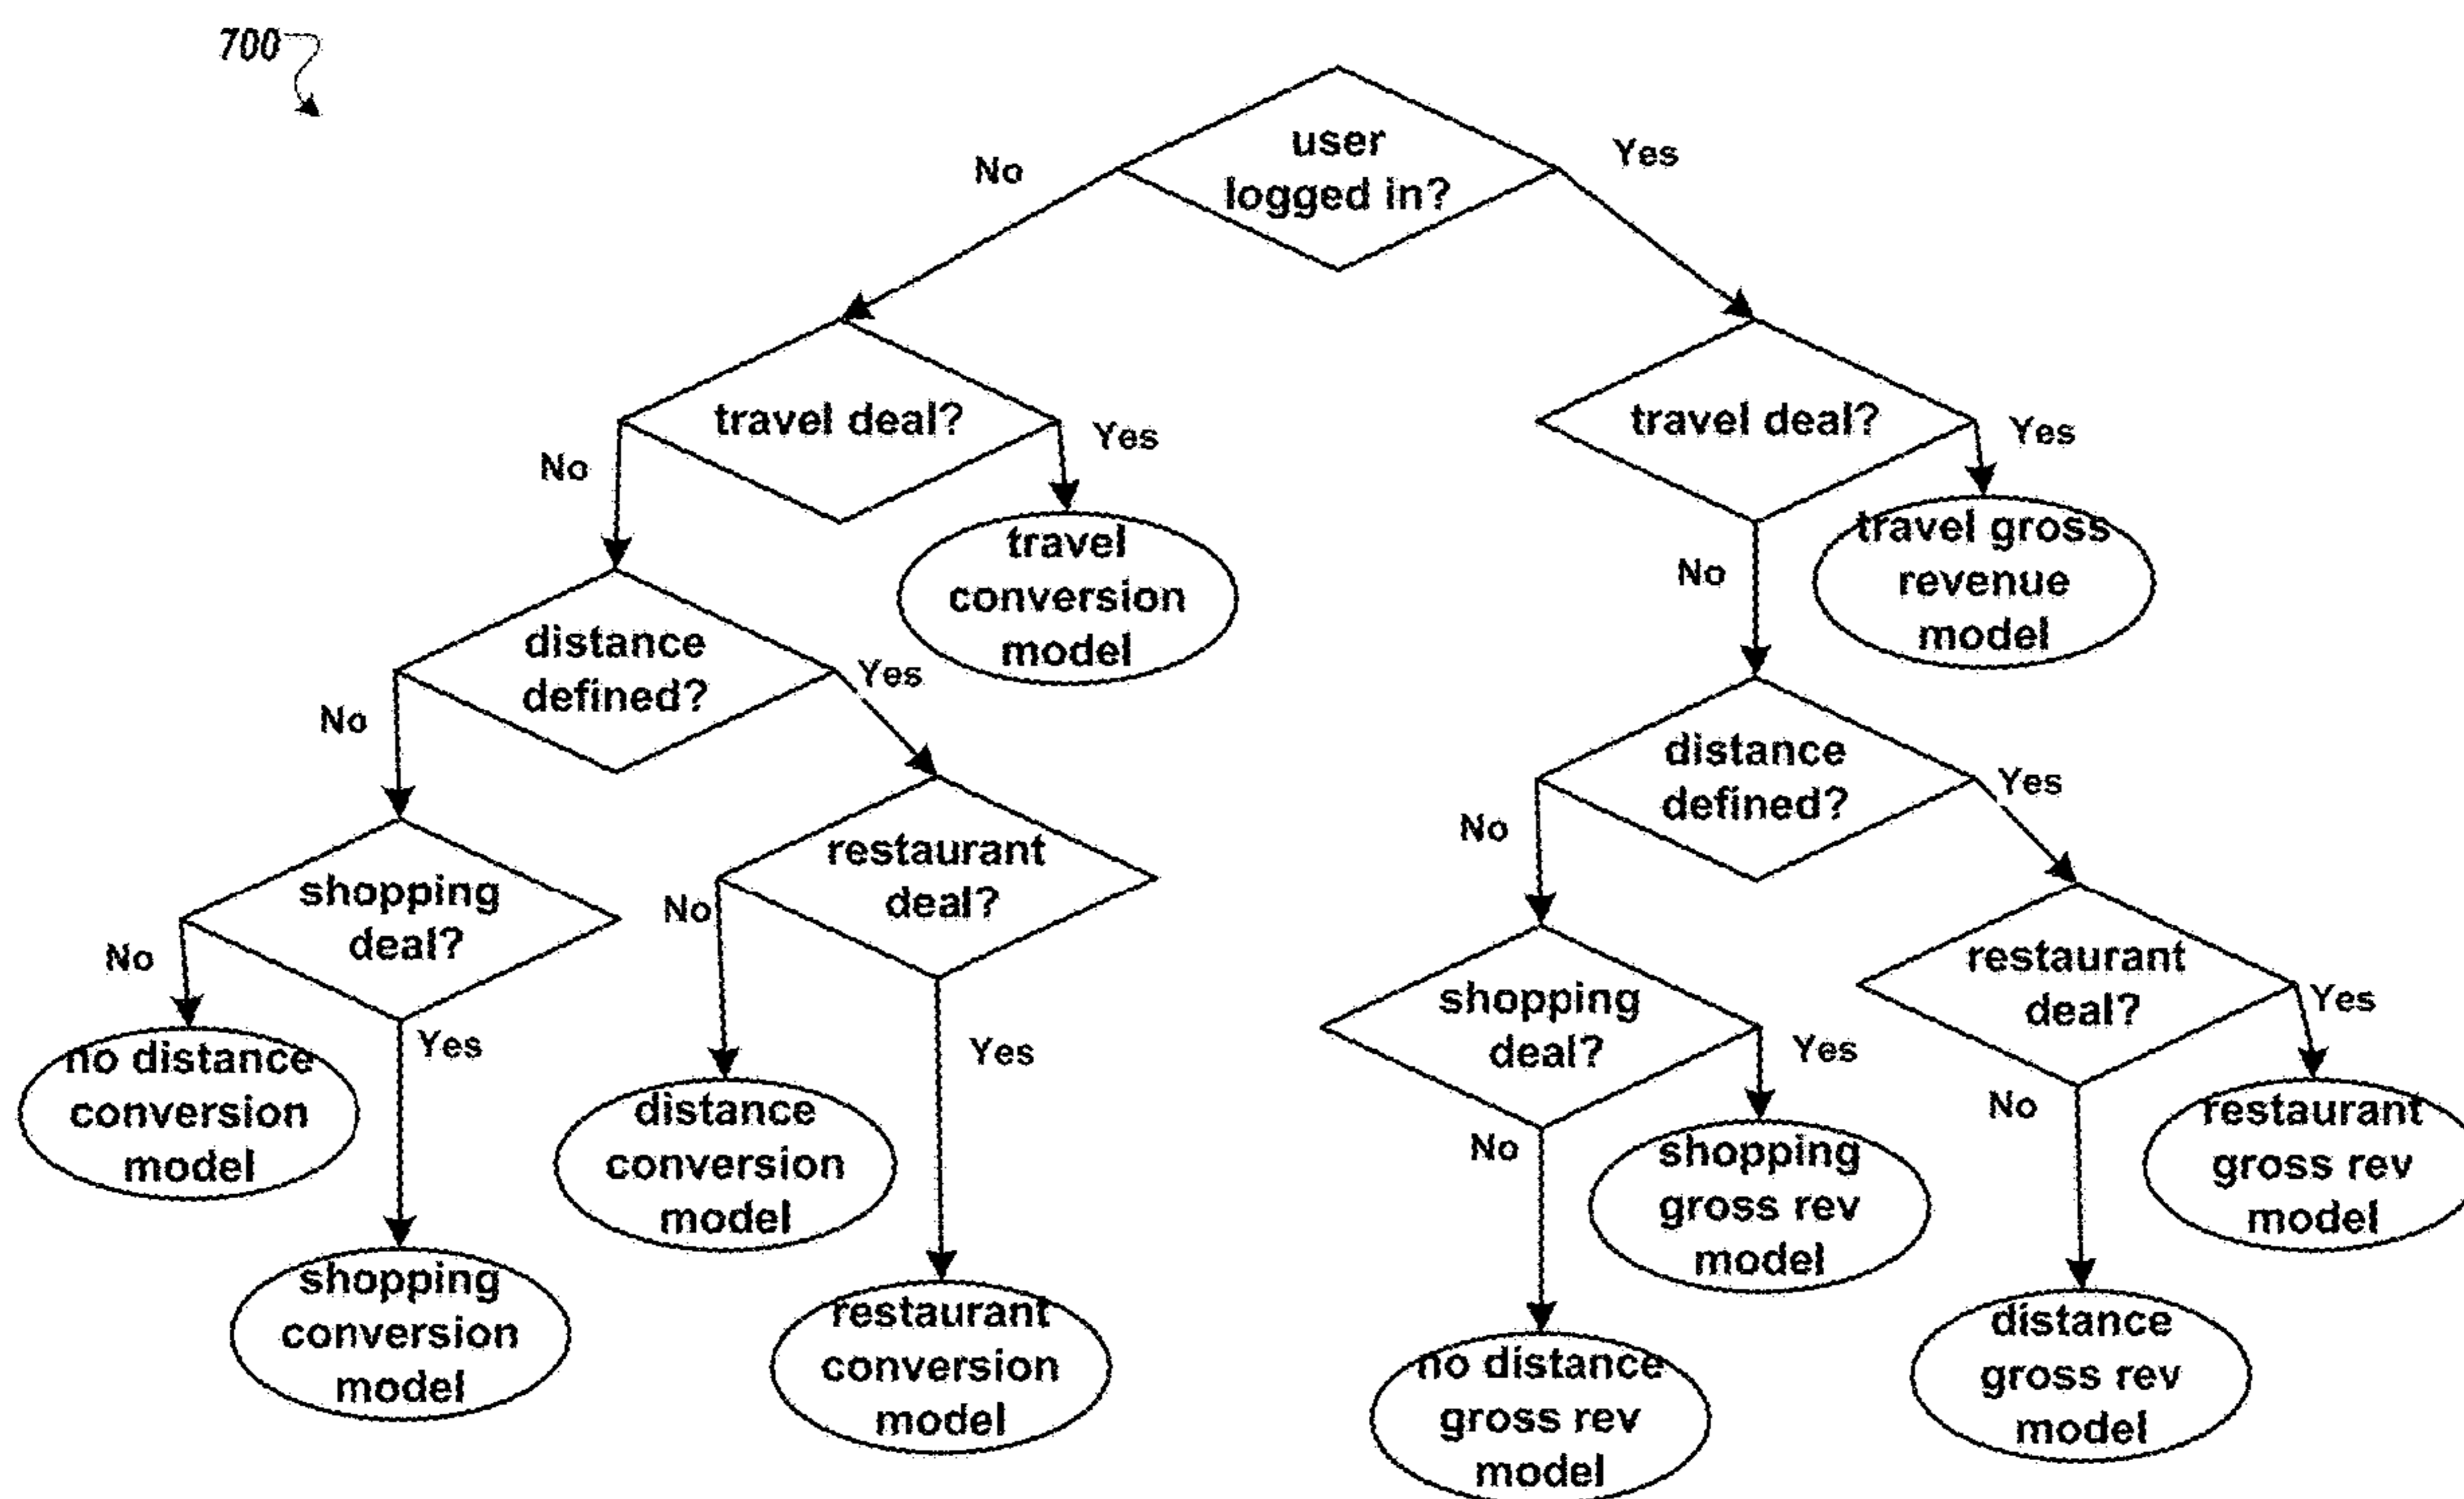 700
user
logged in?
No
Yes
travel deal?
No
Yes
travel
conversion
model
travel deal?
Yes
No
travel gross
revenue
model
distance
defined?
No
Yes
distance
defined?
No
Yes
shopping
deal?
No
Yes
restaurant
deal?
No
Yes
shopping
deal?
Yes
No
restaurant
deal?
Yes
No
no distance
conversion
model
distance
conversion
model
shopping
gross rev
model
restaurant
gross rev
model
shopping
conversion
model
restaurant
conversion
model
no distance
gross rev
model
distance
gross rev
model